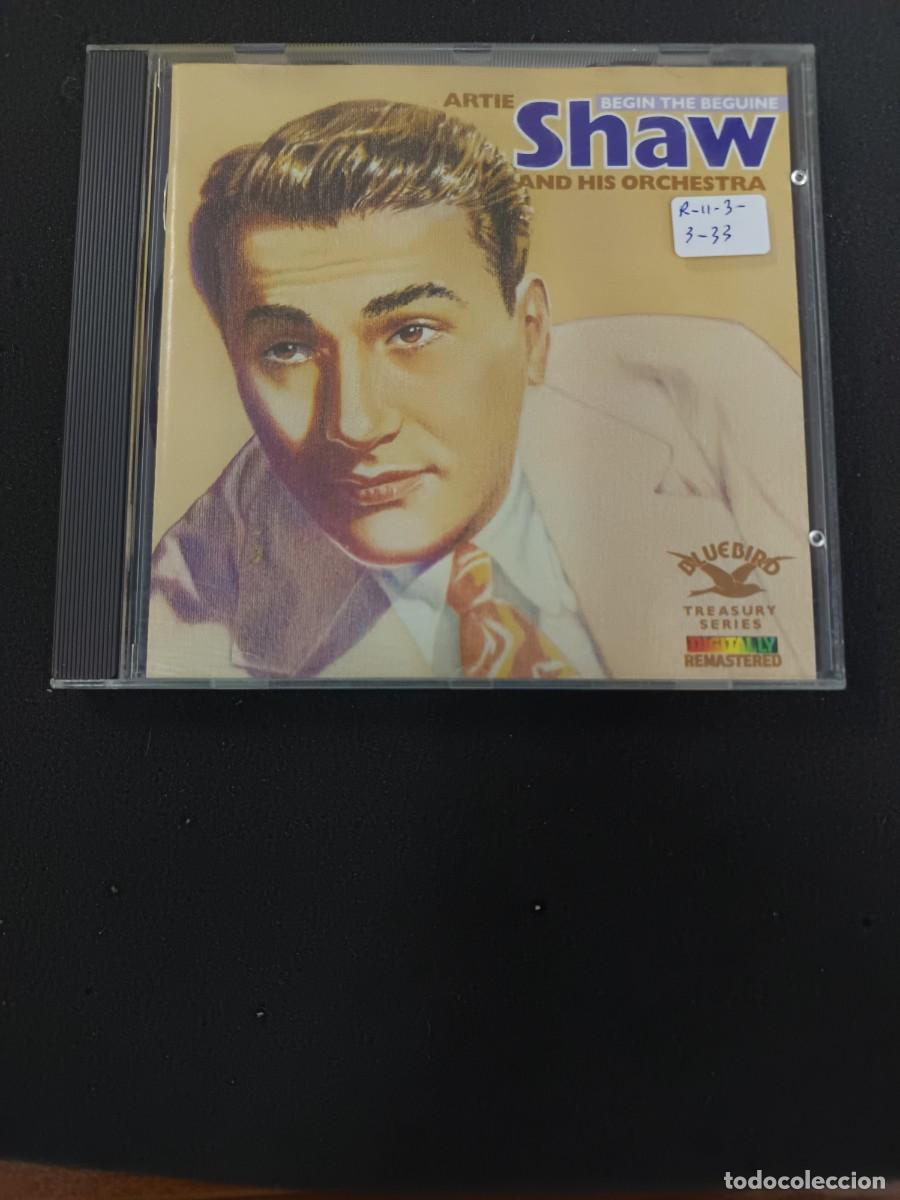 ARTIE
BEGIN THE BEGUINE
Shaw
AND HIS ORCHESTRA
R-11-3-
3-33
BLUEBIRD
TREASURY
SERIES
DIGITALLY
REMASTERED
todocoleccion